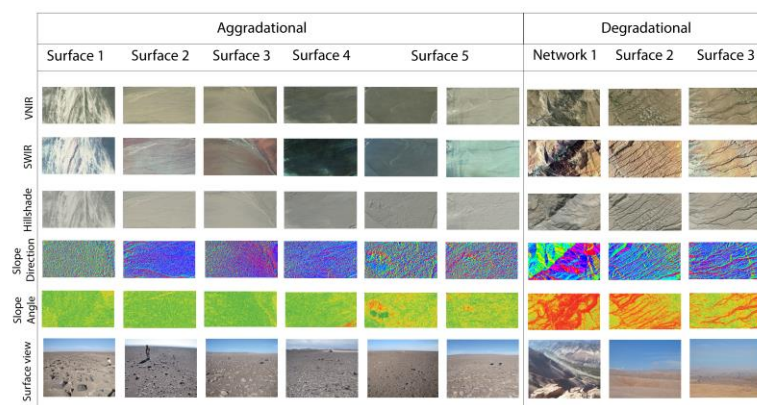 Aggradational Degradational
Surface 1 Surface 2 Surface 3 Surface 4 Surface 5 Network 1 Surface 2 Surface 3
VNIR
SWIR
Hillshade
Slope
Direction
Slope
Angle
Surface view